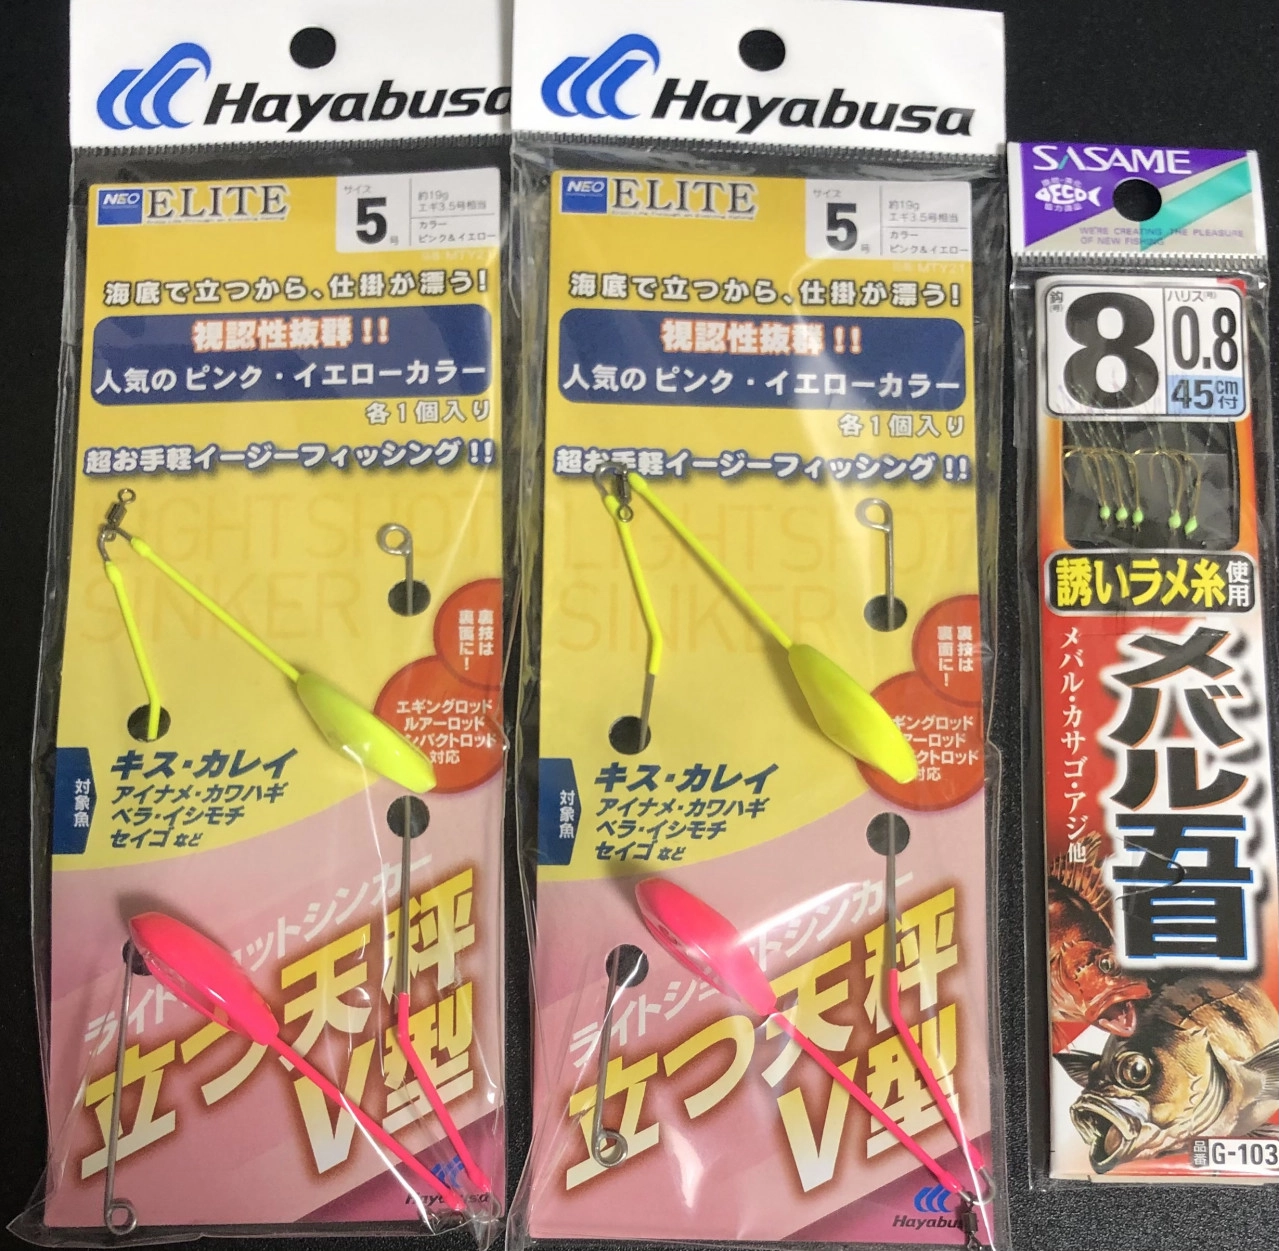 Hayabusa
NEO
ELITE
サイズ
5号
約19g
エギ3.5号相当
カラー
ピンク&イエロー
海底で立つから、仕掛が漂う!
視認性抜群!!
人気のピンク・イエローカラー
各1個入り
超お手軽イージーフィッシング!!
LIGHT SHOT
SINKER
裏技は
裏面に!
エギングロッド
ルアーロッド
対応
対象魚
キス・カレイ
アイナメ・カワハギ
ベラ・イシモチ
セイゴなど
立つ天秤
V型
Hayabusa
Hayabusa
NEO
ELITE
サイズ
5号
約19g
エギ3.5号相当
カラー
ピンク&イエロー
海底で立つから、仕掛が漂う!
視認性抜群!!
人気のピンク・イエローカラー
各1個入り
超お手軽イージーフィッシング!!
LIGHT SHOT
SINKER
裏技は
裏面に!
対応
対象魚
キス・カレイ
アイナメ・カワハギ
ベラ・イシモチ
セイゴなど
立つ天秤
V型
Hayabusa
SASAME
ECO
WE'RE CREATING THE PLEASURE
OF NEW FISHING
鈎(号)
8
ハリス(号)
0.8
45cm付
誘いラメ糸使用
メバル五目
メバル・カサゴ・アジ他
品番
G-103